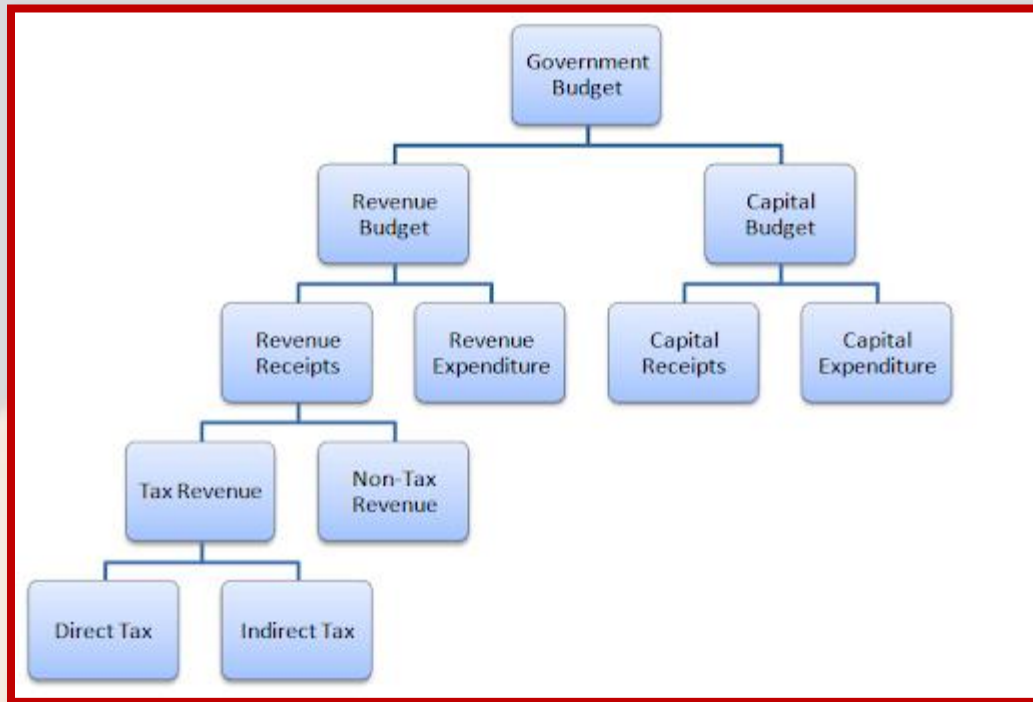 Government
Budget
Revenue
Budget
Capital
Budget
Revenue
Receipts
Revenue
Expenditure
Capital
Receipts
Capital
Expenditure
Tax Revenue
Non-Tax
Revenue
Direct Tax
Indirect Tax